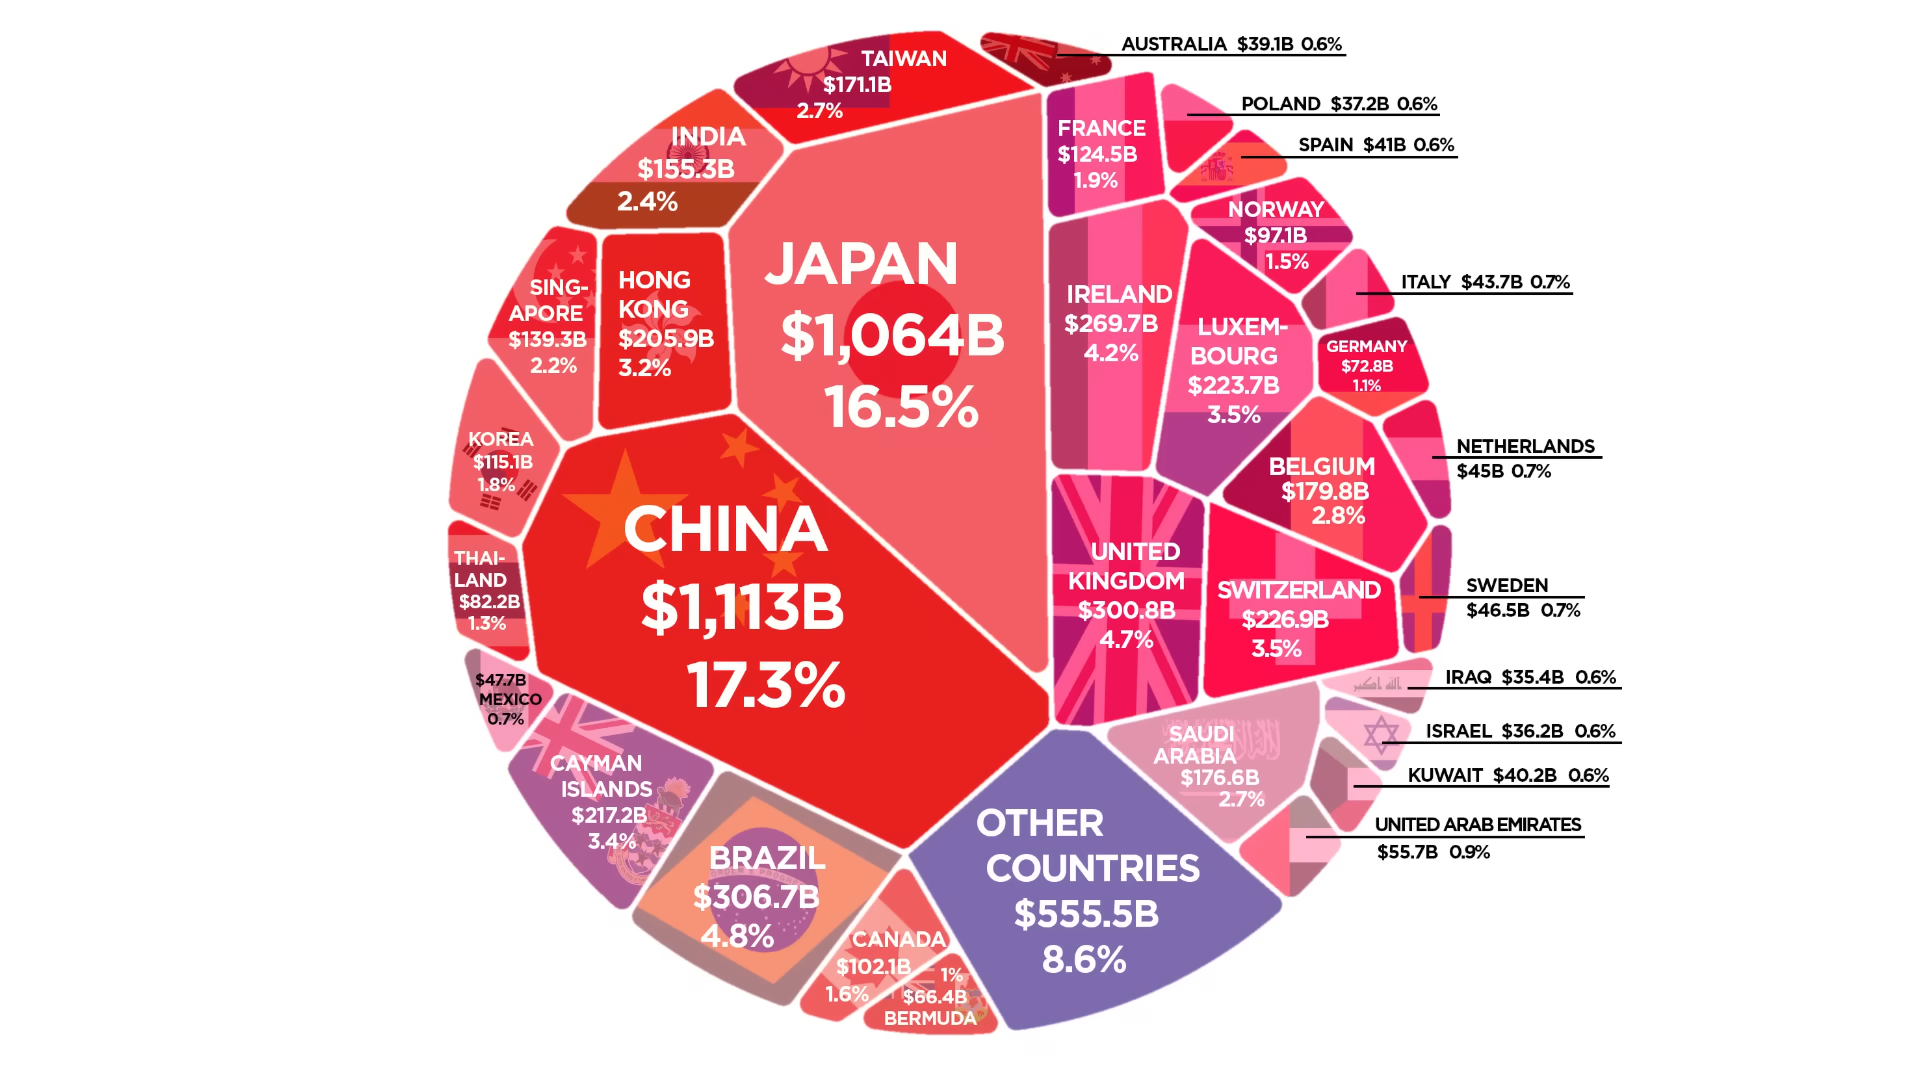 AUSTRALIA $39.1B 0.6%
TAIWAN
$171.1B
2.7%
POLAND $37.2B 0.6%
FRANCE
$124.5B
1.9%
SPAIN $41B 0.6%
INDIA
$155.3B
2.4%
NORWAY
$97.1B
1.5%
JAPAN
$1,064B
16.5%
SING-
APORE
$139.3B
2.2%
HONG
KONG
$205.9B
3.2%
IRELAND
$269.7B
4.2%
ITALY $43.7B 0.7%
LUXEM-
BOURG
$223.7B
3.5%
GERMANY
$72.8B
1.1%
KOREA
$115.1B
1.8%
BELGIUM
$179.8B
2.8%
NETHERLANDS
$45B 0.7%
CHINA
$1,113B
17.3%
THAI-
LAND
$82.2B
1.3%
UNITED
KINGDOM
$300.8B
4.7%
SWITZERLAND
$226.9B
3.5%
SWEDEN
$46.5B 0.7%
$47.7B
MEXICO
0.7%
IRAQ $35.4B 0.6%
SAUDI
ARABIA
$176.6B
2.7%
ISRAEL $36.2B 0.6%
CAYMAN
ISLANDS
$217.2B
3.4%
KUWAIT $40.2B 0.6%
UNITED ARAB EMIRATES
$55.7B 0.9%
BRAZIL
$306.7B
4.8%
OTHER
COUNTRIES
$555.5B
8.6%
CANADA
$102.1B
1.6%
1%
$66.4B
BERMUDA